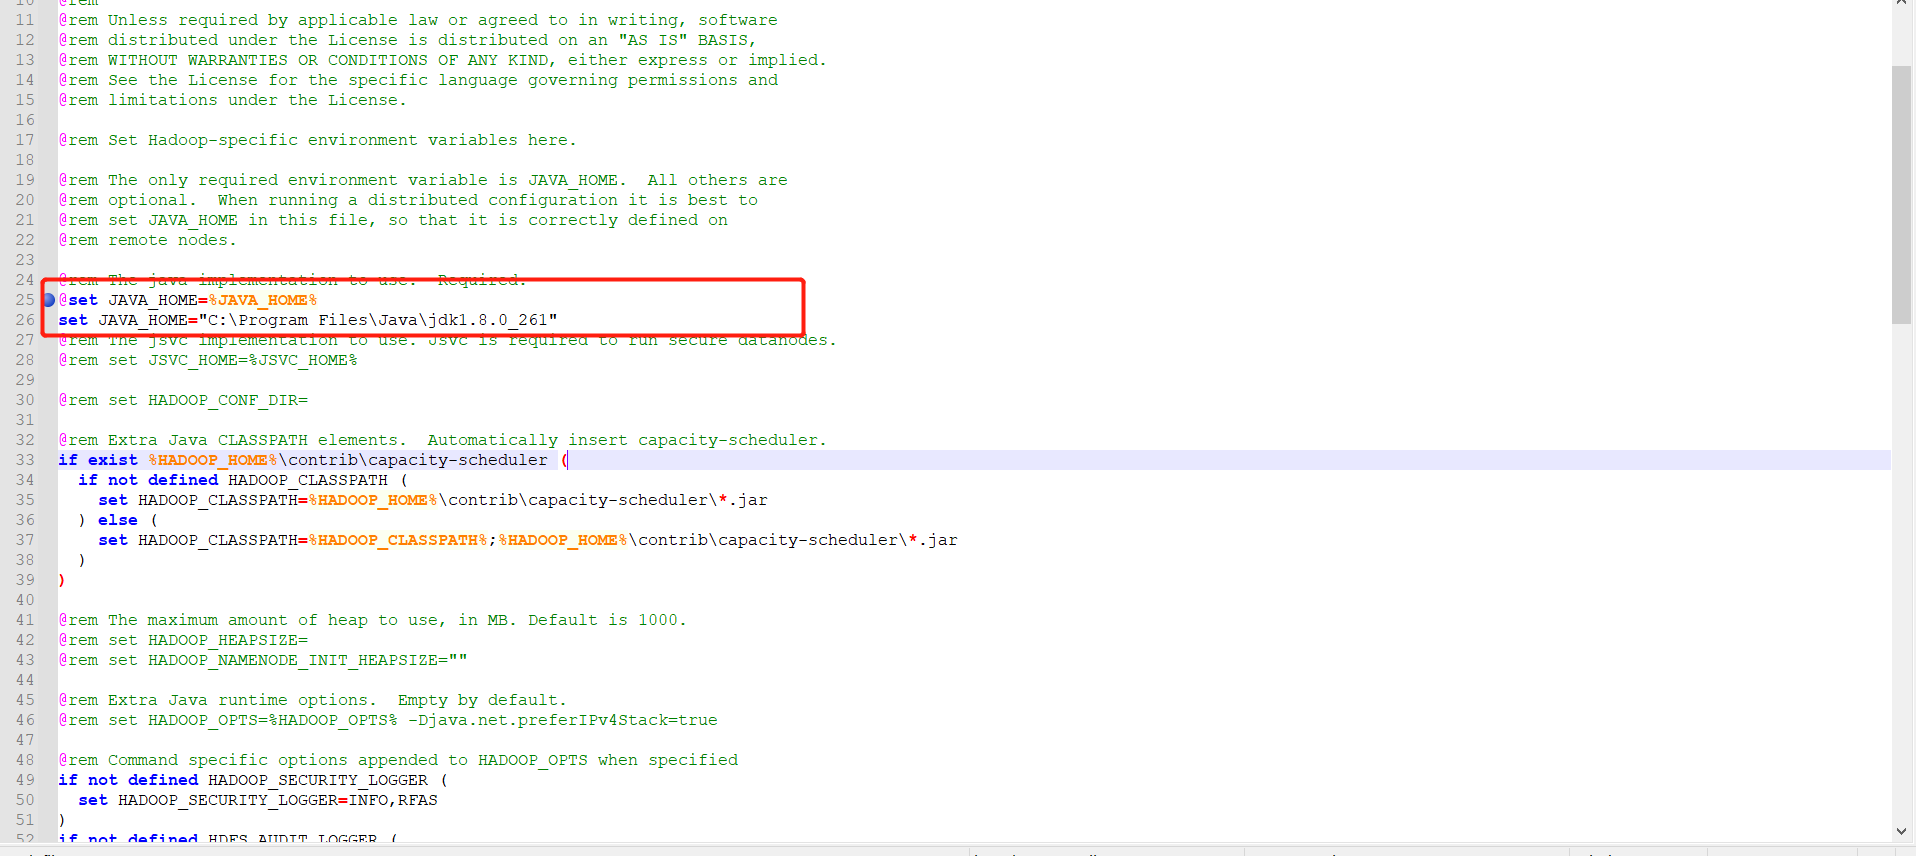 10 @rem
11 @rem Unless required by applicable law or agreed to in writing, software
12 @rem distributed under the License is distributed on an "AS IS" BASIS,
13 @rem WITHOUT WARRANTIES OR CONDITIONS OF ANY KIND, either express or implied.
14 @rem See the License for the specific language governing permissions and
15 @rem limitations under the License.
16
17 @rem Set Hadoop-specific environment variables here.
18
19 @rem The only required environment variable is JAVA_HOME.  All others are
20 @rem optional.  When running a distributed configuration it is best to
21 @rem set JAVA_HOME in this file, so that it is correctly defined on
22 @rem remote nodes.
23
24 @rem The java implementation to use.  Required.
25 @set JAVA_HOME=%JAVA_HOME%
26 set JAVA_HOME="C:\Program Files\Java\jdk1.8.0_261"
27 @rem The jsvc implementation to use. Jsvc is required to run secure datanodes.
28 @rem set JSVC_HOME=%JSVC_HOME%
29
30 @rem set HADOOP_CONF_DIR=
31
32 @rem Extra Java CLASSPATH elements.  Automatically insert capacity-scheduler.
33 if exist %HADOOP_HOME%\contrib\capacity-scheduler (
34   if not defined HADOOP_CLASSPATH (
35     set HADOOP_CLASSPATH=%HADOOP_HOME%\contrib\capacity-scheduler\*.jar
36   ) else (
37     set HADOOP_CLASSPATH=%HADOOP_CLASSPATH%;%HADOOP_HOME%\contrib\capacity-scheduler\*.jar
38   )
39 )
40
41 @rem The maximum amount of heap to use, in MB. Default is 1000.
42 @rem set HADOOP_HEAPSIZE=
43 @rem set HADOOP_NAMENODE_INIT_HEAPSIZE=""
44
45 @rem Extra Java runtime options.  Empty by default.
46 @rem set HADOOP_OPTS=%HADOOP_OPTS% -Djava.net.preferIPv4Stack=true
47
48 @rem Command specific options appended to HADOOP_OPTS when specified
49 if not defined HADOOP_SECURITY_LOGGER (
50   set HADOOP_SECURITY_LOGGER=INFO,RFAS
51 )
52 if not defined HDFS_AUDIT_LOGGER (